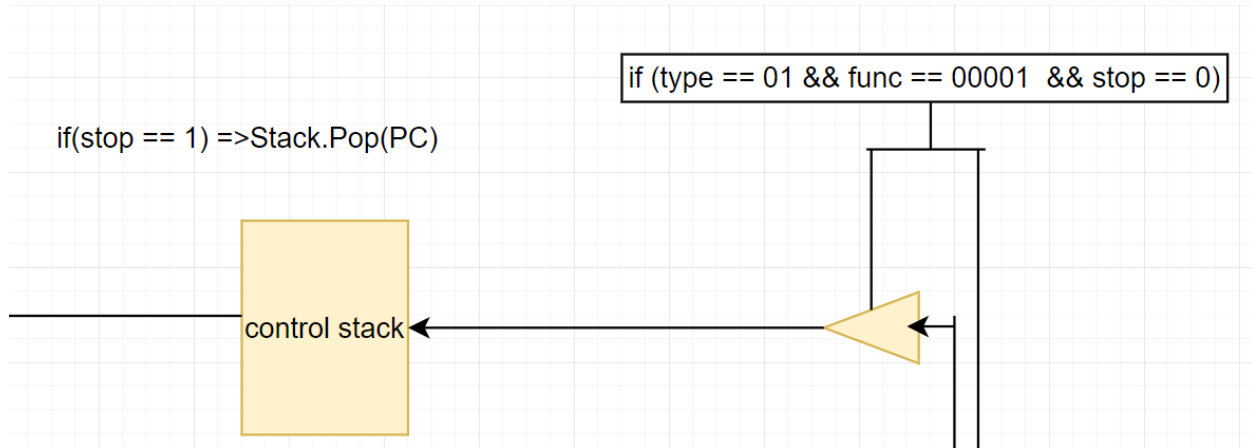 if (type == 01 && func == 00001  && stop == 0)
if(stop == 1) =>Stack.Pop(PC)
control stack